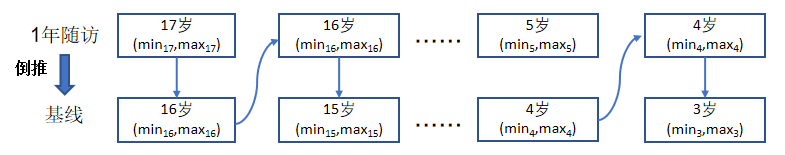 1年随访
17岁
(min17,max17)
16岁
(min16,max16)
……
5岁
(min5,max5)
4岁
(min4,max4)
倒推
基线
16岁
(min16,max16)
15岁
(min15,max15)
……
4岁
(min4,max4)
3岁
(min3,max3)